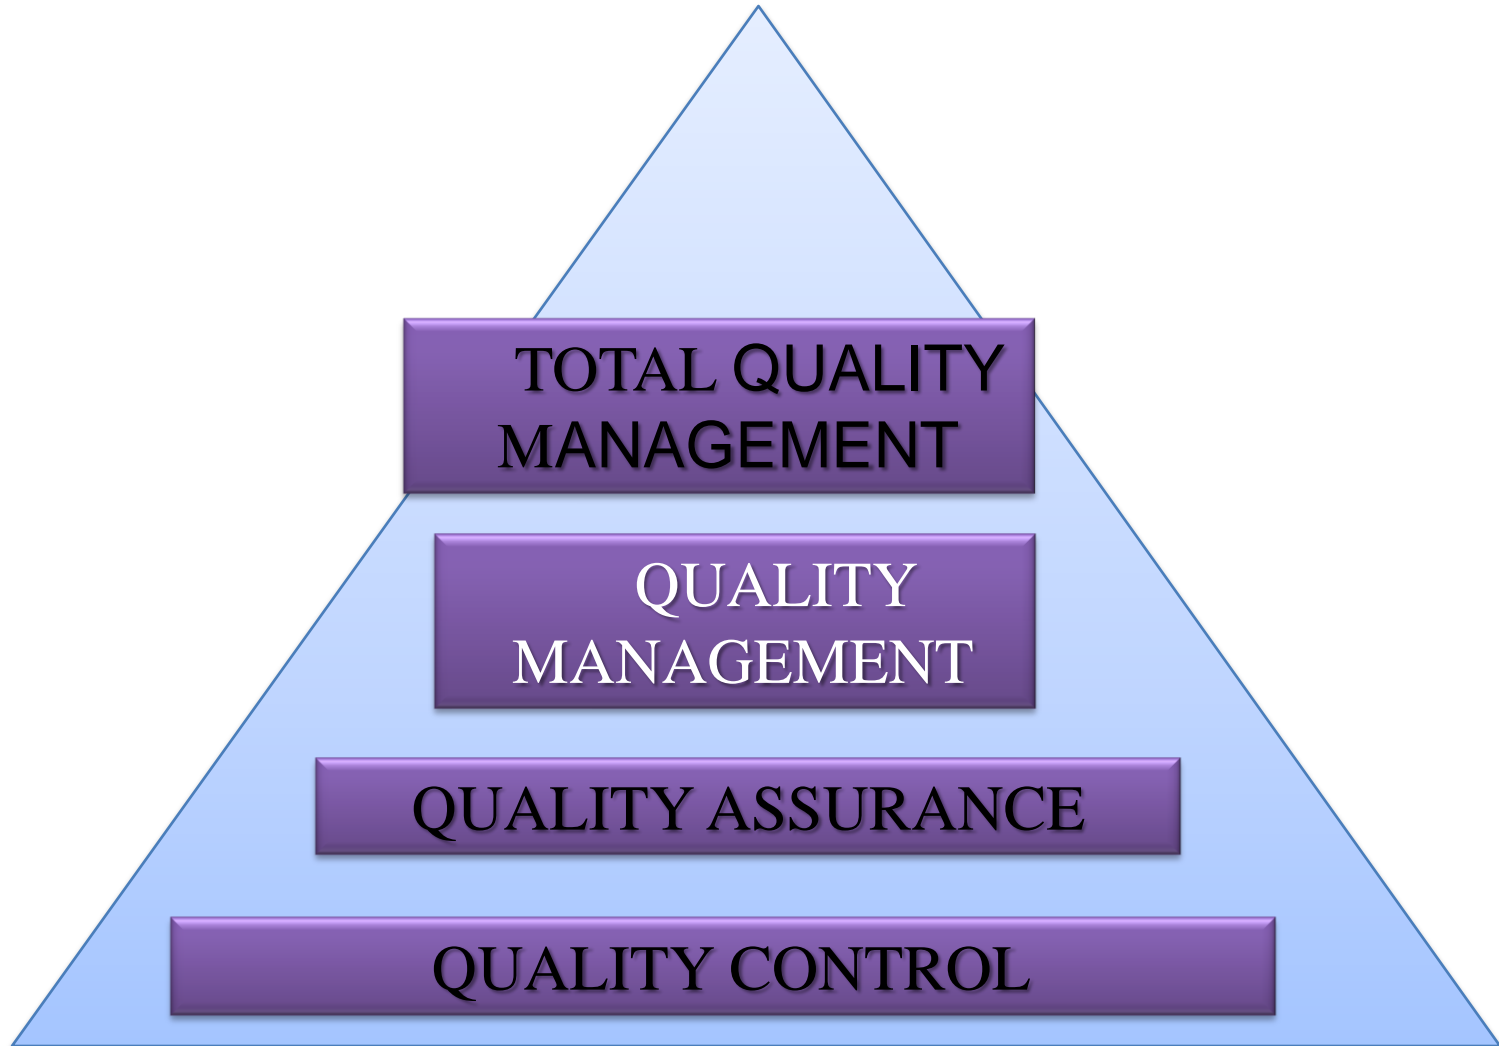 TOTAL QUALITY
MANAGEMENT
QUALITY
MANAGEMENT
QUALITY ASSURANCE
QUALITY CONTROL